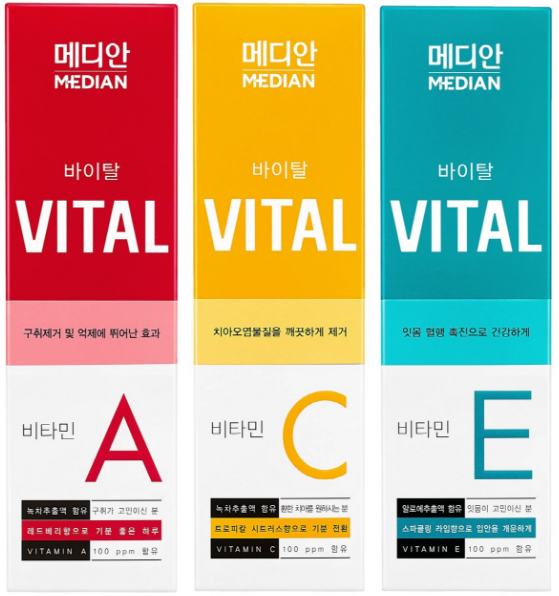 메디안
MEDIAN
바이탈
VITAL
구취제거 및 억제에 뛰어난 효과
비타민 A
녹차추출액 함유 구취가 고민이신 분
레드베리향으로 기분 좋은 하루
VITAMIN A 100 ppm 함유
메디안
MEDIAN
바이탈
VITAL
치아오염물질을 깨끗하게 제거
비타민 C
녹차추출액 함유 환한 치아를 원하시는 분
트로피칼 시트러스향으로 기분 전환
VITAMIN C 100 ppm 함유
메디안
MEDIAN
바이탈
VITAL
잇몸 혈행 촉진으로 건강하게
비타민 E
알로에추출액 함유 잇몸이 고민이신 분
스파클링 라임향으로 입안을 개운하게
VITAMIN E 100 ppm 함유